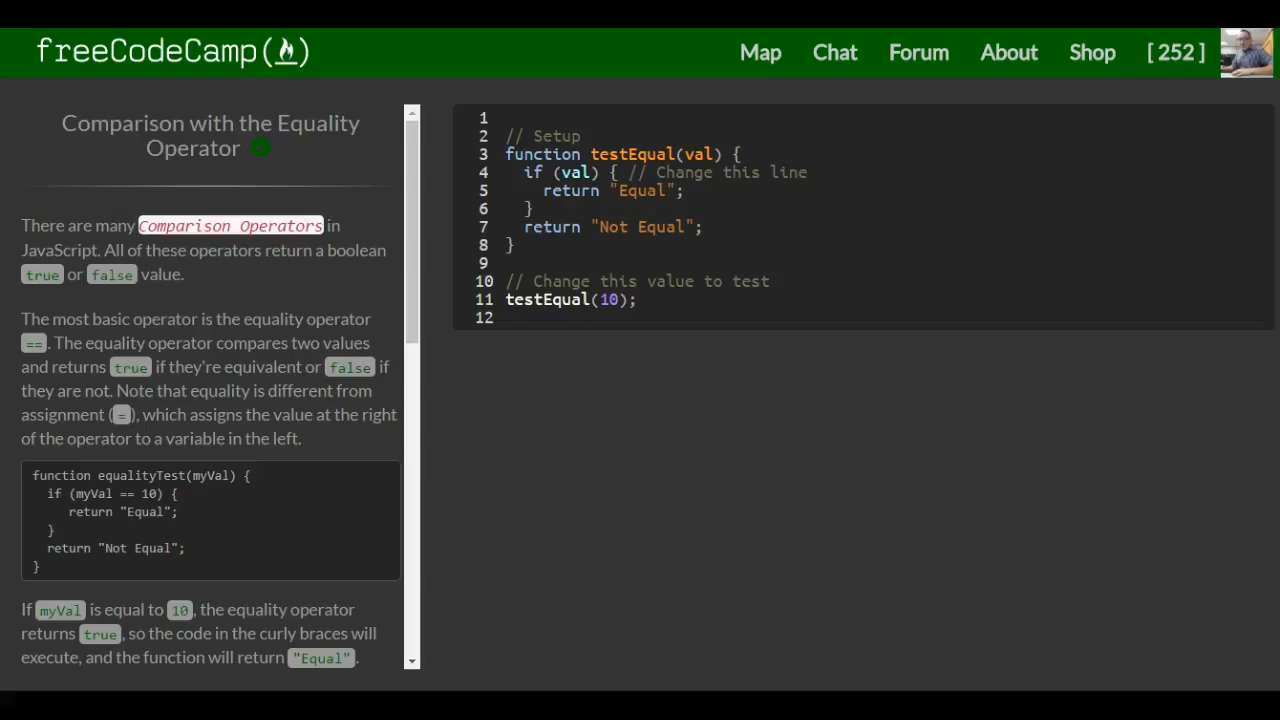 freeCodeCamp(🔥)
Map Chat Forum About Shop [ 252 ]
Comparison with the Equality
Operator
There are many Comparison Operators in
JavaScript. All of these operators return a boolean
true or false value.
The most basic operator is the equality operator
==. The equality operator compares two values
and returns true if they're equivalent or false if
they are not. Note that equality is different from
assignment (=), which assigns the value at the right
of the operator to a variable in the left.
function equalityTest(myVal) {
if (myVal == 10) {
return "Equal";
}
return "Not Equal";
}
If myVal is equal to 10, the equality operator
returns true, so the code in the curly braces will
execute, and the function will return "Equal".
1
2 // Setup
3 function testEqual(val) {
4 if (val) { // Change this line
5 return "Equal";
6 }
7 return "Not Equal";
8 }
9
10 // Change this value to test
11 testEqual(10);
12